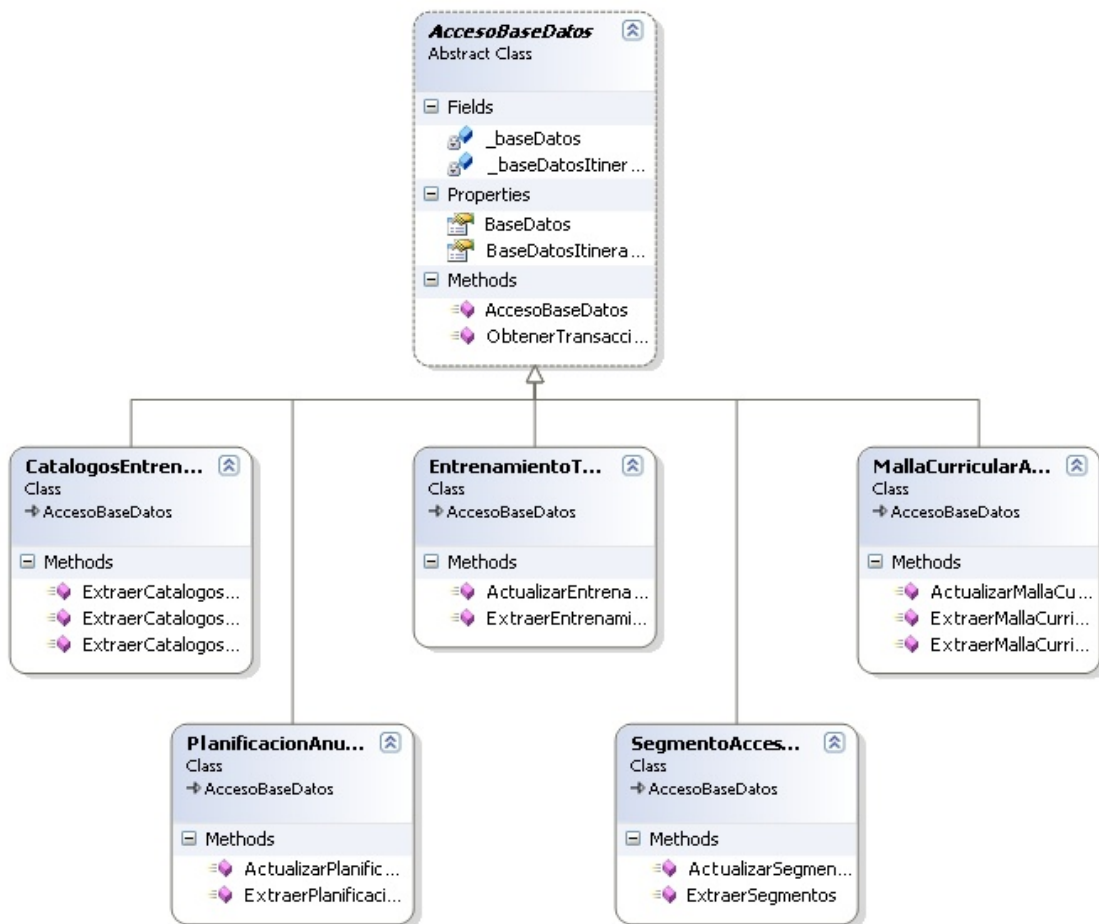 AccesoBaseDatos
Abstract Class
Fields
_baseDatos
_baseDatosItiner...
Properties
BaseDatos
BaseDatosItinera...
Methods
AccesoBaseDatos
ObtenerTransacci...
CatalogosEntren...
Class
AccesoBaseDatos
Methods
ExtraerCatalogos...
ExtraerCatalogos...
ExtraerCatalogos...
EntrenamientoT...
Class
AccesoBaseDatos
Methods
ActualizarEntrena...
ExtraerEntrenami...
MallaCurricularA...
Class
AccesoBaseDatos
Methods
ActualizarMallaCu...
ExtraerMallaCurri...
ExtraerMallaCurri...
PlanificacionAnu...
Class
AccesoBaseDatos
Methods
ActualizarPlanific...
ExtraerPlanificaci...
SegmentoAcces...
Class
AccesoBaseDatos
Methods
ActualizarSegmen...
ExtraerSegmentos